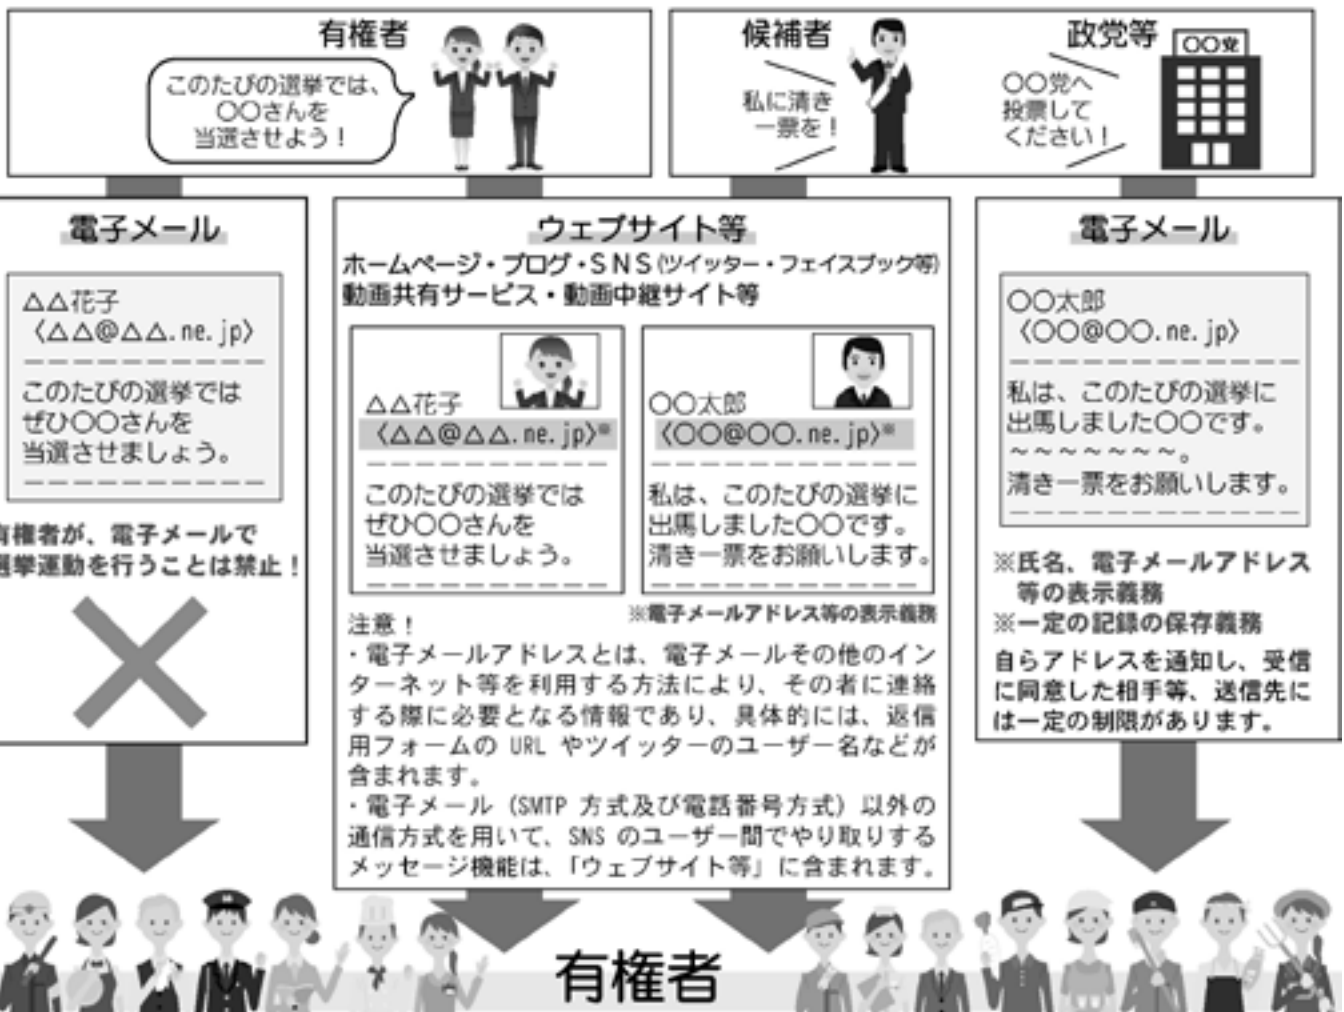 有権者
このたびの選挙では、
〇〇さんを
当選させよう！
候補者
私に清き
一票を！
政党等
〇〇党
〇〇党へ
投票して
ください！
電子メール
△△花子
〈△△@△△.ne.jp〉
このたびの選挙では
ぜひ〇〇さんを
当選させましょう。
有権者が、電子メールで
選挙運動を行うことは禁止！
ウェブサイト等
ホームページ・ブログ・ＳＮＳ(ツイッター・フェイスブック等)
動画共有サービス・動画中継サイト等
△△花子
〈△△@△△.ne.jp〉※
このたびの選挙では
ぜひ〇〇さんを
当選させましょう。
〇〇太郎
〈〇〇@〇〇.ne.jp〉※
私は、このたびの選挙に
出馬しました〇〇です。
清き一票をお願いします。
※電子メールアドレス等の表示義務
注意！
・電子メールアドレスとは、電子メールその他のイン
ターネット等を利用する方法により、その者に連絡
する際に必要となる情報であり、具体的には、返信
用フォームの URL やツイッターのユーザー名などが
含まれます。
・電子メール（SMTP 方式及び電話番号方式）以外の
通信方式を用いて、SNS のユーザー間でやり取りする
メッセージ機能は、「ウェブサイト等」に含まれます。
電子メール
〇〇太郎
〈〇〇@〇〇.ne.jp〉
私は、このたびの選挙に
出馬しました〇〇です。
～～～～～～～。
清き一票をお願いします。
※氏名、電子メールアドレス
等の表示義務
※一定の記録の保存義務
自らアドレスを通知し、受信
に同意した相手等、送信先に
は一定の制限があります。
有権者